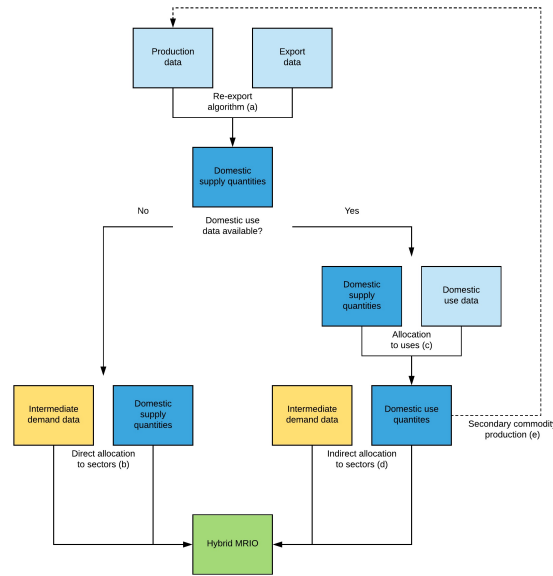 Production
data
Export
data
Re-export
algorithm (a)
Domestic
supply quantities
No
Domestic use
data available?
Yes
Domestic
supply
quantities
Domestic
use data
Allocation
to uses (c)
Intermediate
demand data
Domestic
supply
quantities
Intermediate
demand data
Domestic use
quantites
Direct allocation
to sectors (b)
Indirect allocation
to sectors (d)
Secondary commodity
production (e)
Hybrid MRIO